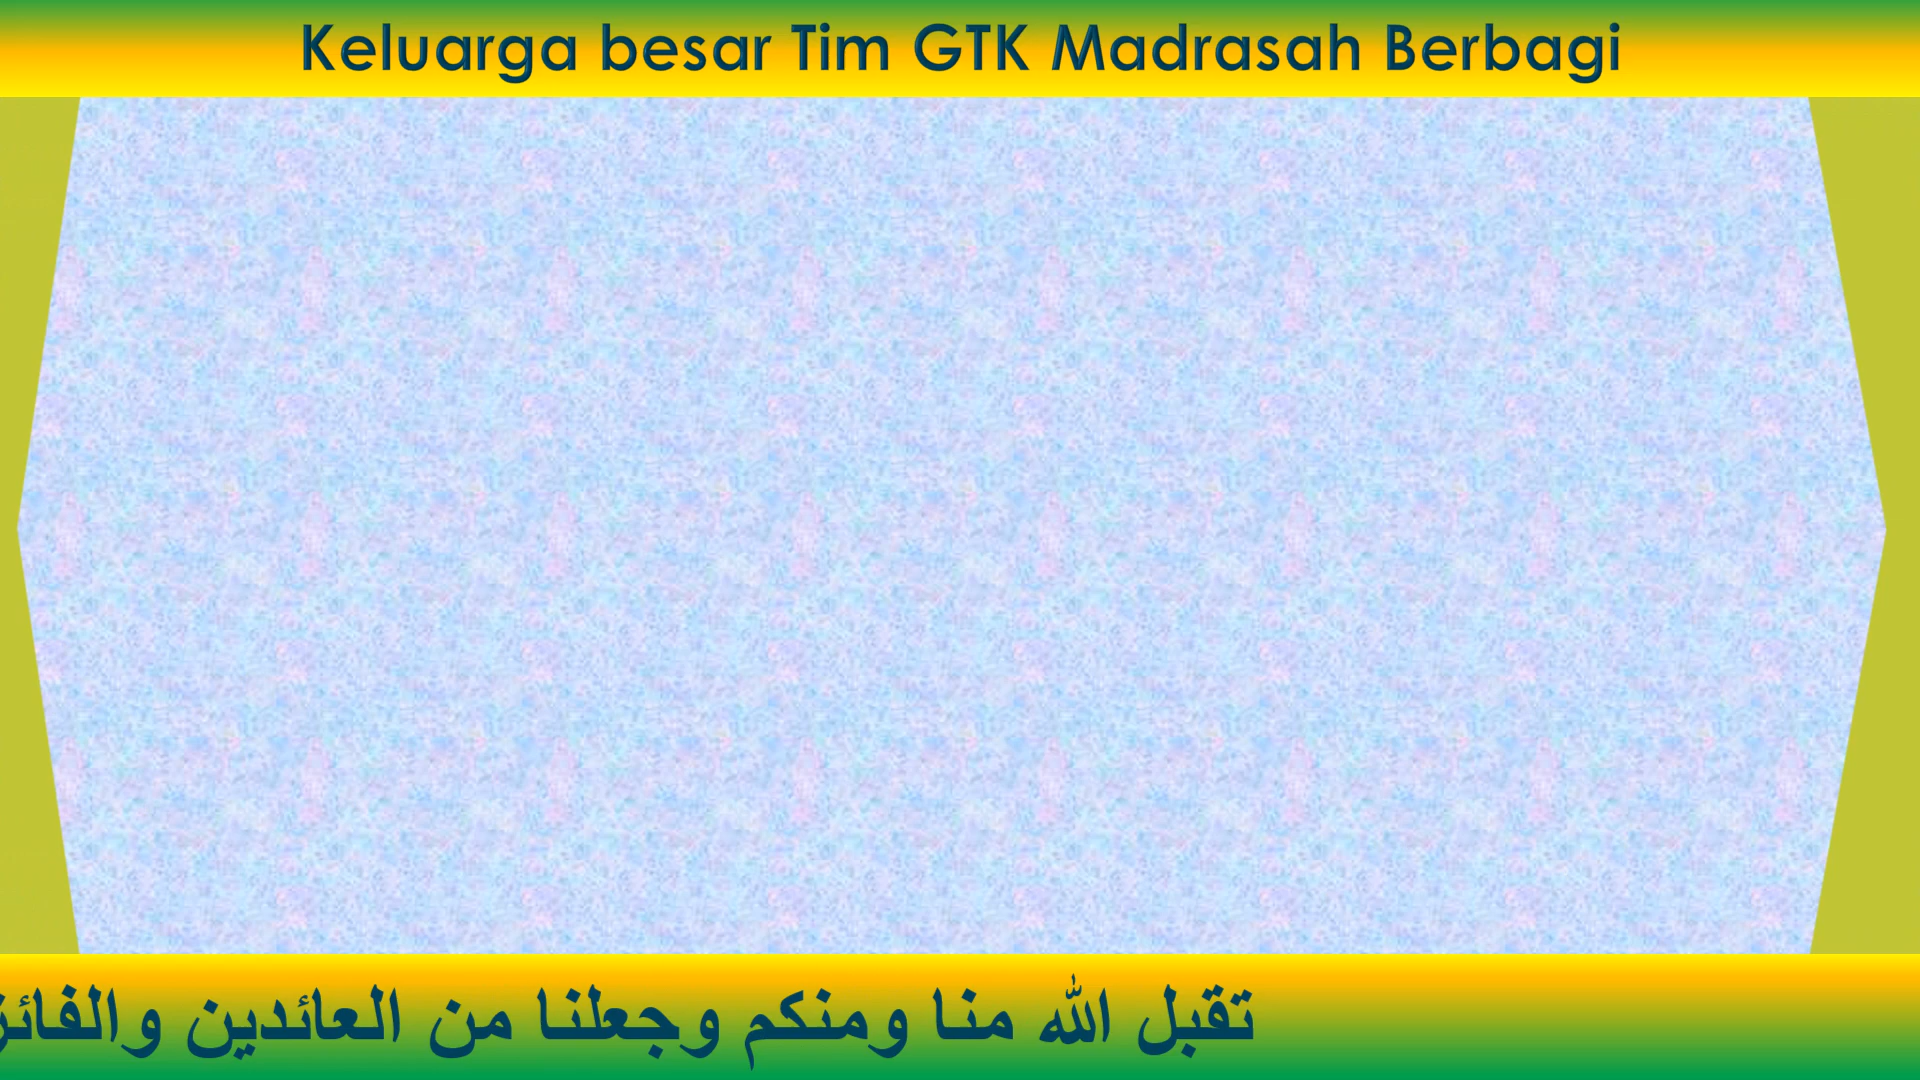 Keluarga besar Tim GTK Madrasah Berbagi
تقبل الله منا ومنكم وجعلنا من العائدين